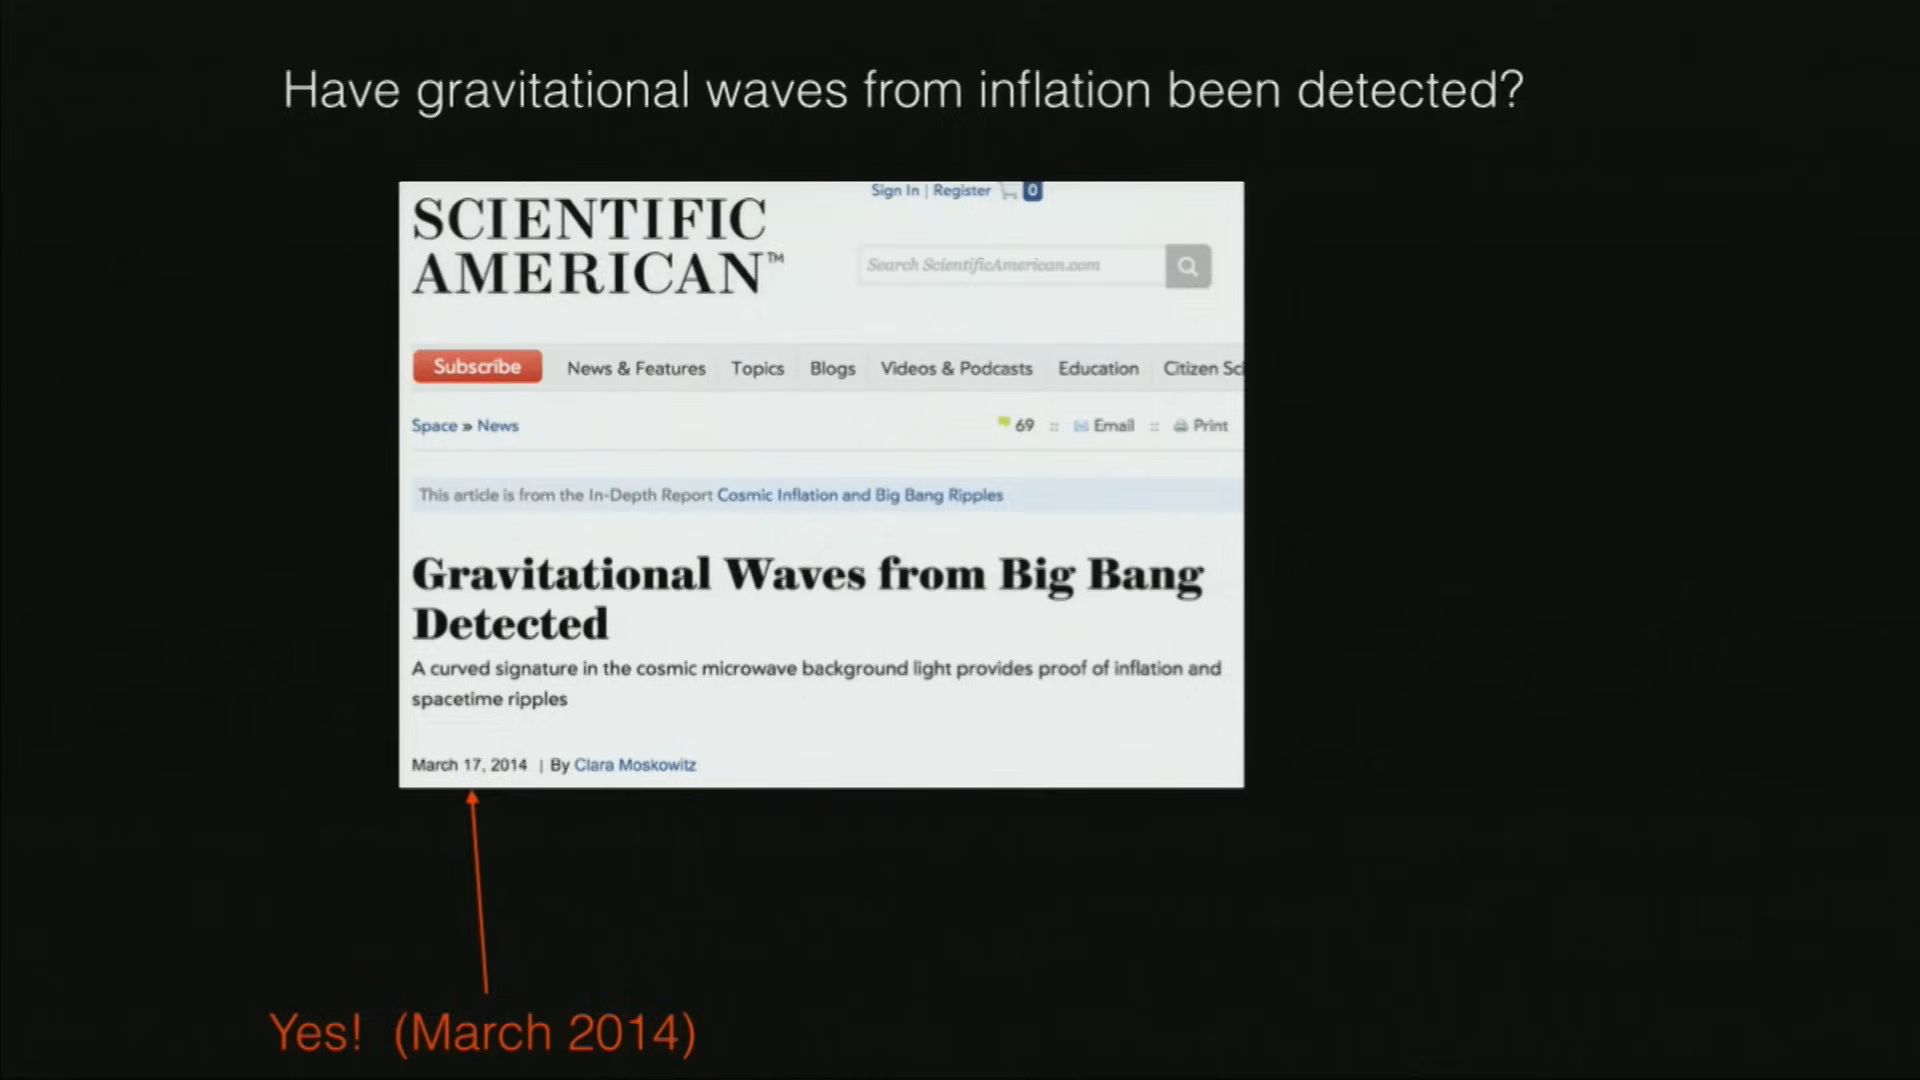 Have gravitational waves from inflation been detected?
Sign In | Register 0
SCIENTIFIC
AMERICAN™
Search ScientificAmerican.com
Subscribe News & Features Topics Blogs Videos & Podcasts Education Citizen Sci
Space » News 69 :: Email :: Print
This article is from the In-Depth Report Cosmic Inflation and Big Bang Ripples
Gravitational Waves from Big Bang
Detected
A curved signature in the cosmic microwave background light provides proof of inflation and
spacetime ripples
March 17, 2014 | By Clara Moskowitz
Yes! (March 2014)